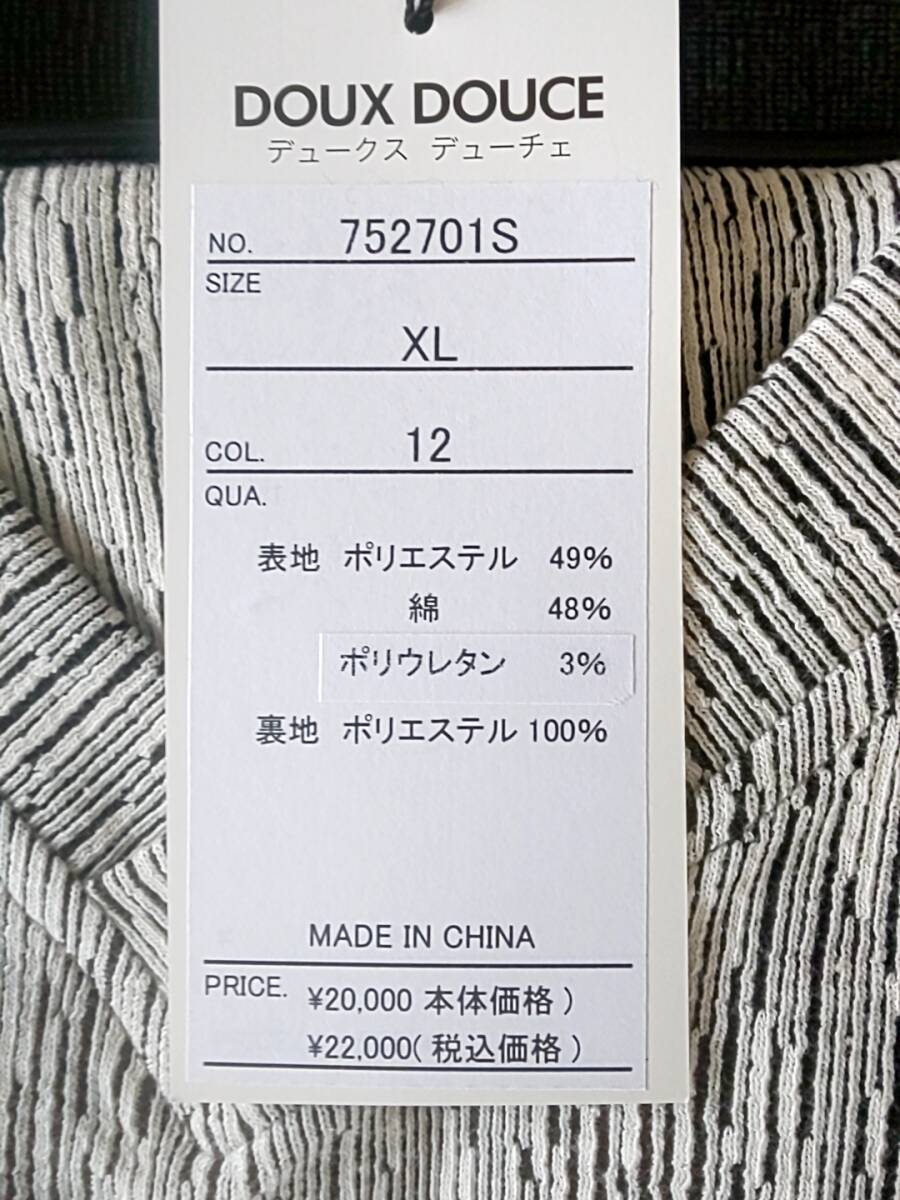 DOUX DOUCE
デュークス デューチェ
NO. 752701S
SIZE
XL
COL. 12
QUA.
表地 ポリエステル 49%
綿 48%
ポリウレタン 3%
裏地 ポリエステル 100%
MADE IN CHINA
PRICE. ¥20,000 本体価格)
¥22,000(税込価格)